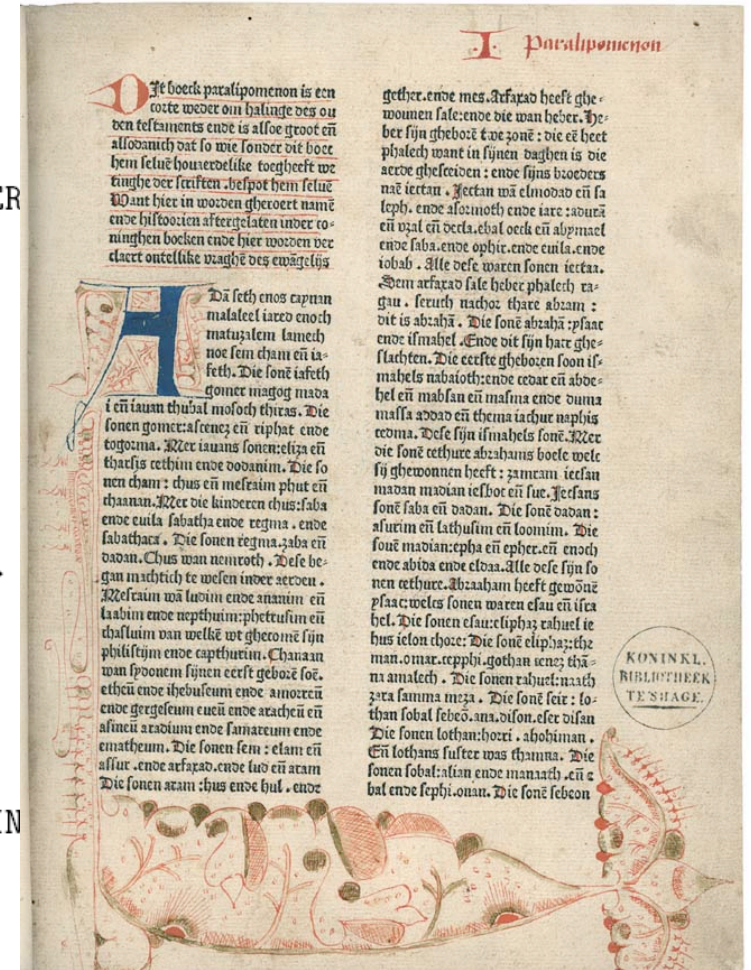 I Paralipomenon
DJt boeck paralipomenon is een
corte weder om halinge des ou
den testaments ende is alsoe groot eñ
alsodanich dat so wie sonder dit boec
hem seluē houaerdelike toegheeft we
tinghe der scriften .bespot hem seluē
Want hier in worden gheroert namē
ende histoorien aftergelaten inder co-
ninghen boeken ende hier worden ver
claert ontellike vraghē des ewāgelijs
ADā seth enos caynan
malaleel iared enoch
matuzalem lamech
noe sem cham eñ ia-
feth. Die sonē iafeth
gomer magog mada
i eñ iauan thubal mosoch thiras. Die
sonen gomer:ascenez eñ riphat ende
togorma. Mer iauans sonen:eliza eñ
tharsis cethim ende dodanim. Die so
nen cham : chus eñ mesraim phut eñ
chanaan. Mer die kinderen chus:saba
ende euila sabatha ende regma . ende
sabathaca . Die sonen regma.zaba eñ
dadan. Chus wan nemroth . Dese be-
gan machtich te wesen inder aerden .
Mesraim wā ludim ende ananim eñ
laabim ende nepthuim:phetrusim eñ
chasluim van welkē wt ghecomē sijn
philistijm ende capthurim. Chanaan
wan sydonem sijnen eerst geborē soē.
etheū ende ihebuseum ende amorreū
ende gergeseum eueū ende aracheū eñ
asineū aradium ende samareum ende
ematheum. Die sonen sem : elam eñ
assur .ende arfaxad.ende lud eñ aram
Die sonen aram :hus ende hul . ende
gether.ende mes.Arfaxad heeft ghe-
wounen sale:ende die wan heber. He-
ber sijn gheborē twe zonē : die eē heet
phalech want in sijnen daghen is die
aerde ghesceiden : ende sijns broeders
naē iectan . Jectan wā elmodad eñ sa
leph. ende asormoth ende iare :adurā
eñ vzal eñ decla.ebal oeck eñ abymael
ende saba.ende ophir.ende euila.ende
iobab . Alle dese waren sonen iectaā.
Sem arfaxad sale heber phalech ra-
gau . seruch nachor thare abram :
dit is abrahā . Die sonē abrahā :ysaac
ende ismahel .Ende dit sijn hare ghe-
slachten. Die eerste gheboren soon is-
mahels nabaioth:ende cedar eñ abde-
hel eñ mabsan eñ masma ende duma
massa adad eñ thema iachur naphis
cedma. Dese sijn ismahels sonē. Mer
die sonē cethure abrahams boele welc
sij ghewonnen heeft : zamram iecsan
madan madian iesboc eñ sue. Jecsans
sonē saba eñ dadan. Die sonē dadan :
asurim eñ lathusim eñ loomim. Die
sonē madian:epha eñ epher.eñ enoch
ende abida ende eldaa. Alle dese sijn so
nen cethure. Abraaham heeft gewōnē
ysaac:welcs sonen waren esau eñ isra
hel. Die sonen esau:eliphaz rahuel ie
hus ielon chore: Die sonē eliphaz:the
man.omar.cepphi.gothan cenez thā-
na amalech . Die sonen rahuel:naath
zara samma meza . Die sonē seir : lo-
than sobal sebeō.ana.dison.eser disan
Die sonen lothan:horri . ahohiman .
Eñ lothans suster was thamna. Die
sonen sobal:alian ende manaath .eñ e
bal ende sephi.onan. Die sonē sebeon
KONINKL.
BIBLIOTHEEK
TE'SHAGE.